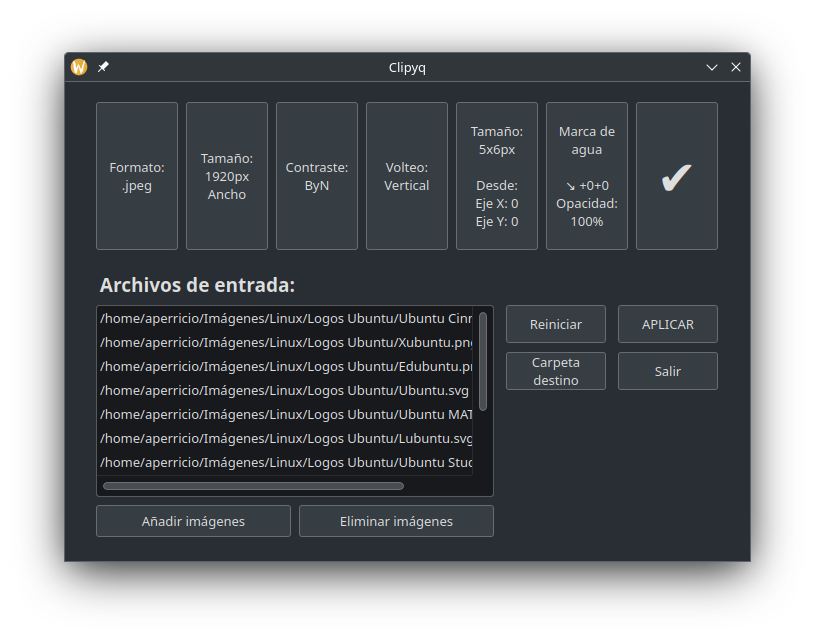 Clipyq
Formato:
.jpeg
Tamaño:
1920px
Ancho
Contraste:
ByN
Volteo:
Vertical
Tamaño:
5x6px
Desde:
Eje X: 0
Eje Y: 0
Marca de
agua
↘ +0+0
Opacidad:
100%
✔
Archivos de entrada:
/home/aperricio/Imágenes/Linux/Logos Ubuntu/Ubuntu Cinn
/home/aperricio/Imágenes/Linux/Logos Ubuntu/Xubuntu.png
/home/aperricio/Imágenes/Linux/Logos Ubuntu/Edubuntu.pn
/home/aperricio/Imágenes/Linux/Logos Ubuntu/Ubuntu.svg
/home/aperricio/Imágenes/Linux/Logos Ubuntu/Ubuntu MAT
/home/aperricio/Imágenes/Linux/Logos Ubuntu/Lubuntu.svg
/home/aperricio/Imágenes/Linux/Logos Ubuntu/Ubuntu Stud
Reiniciar
APLICAR
Carpeta
destino
Salir
Añadir imágenes
Eliminar imágenes